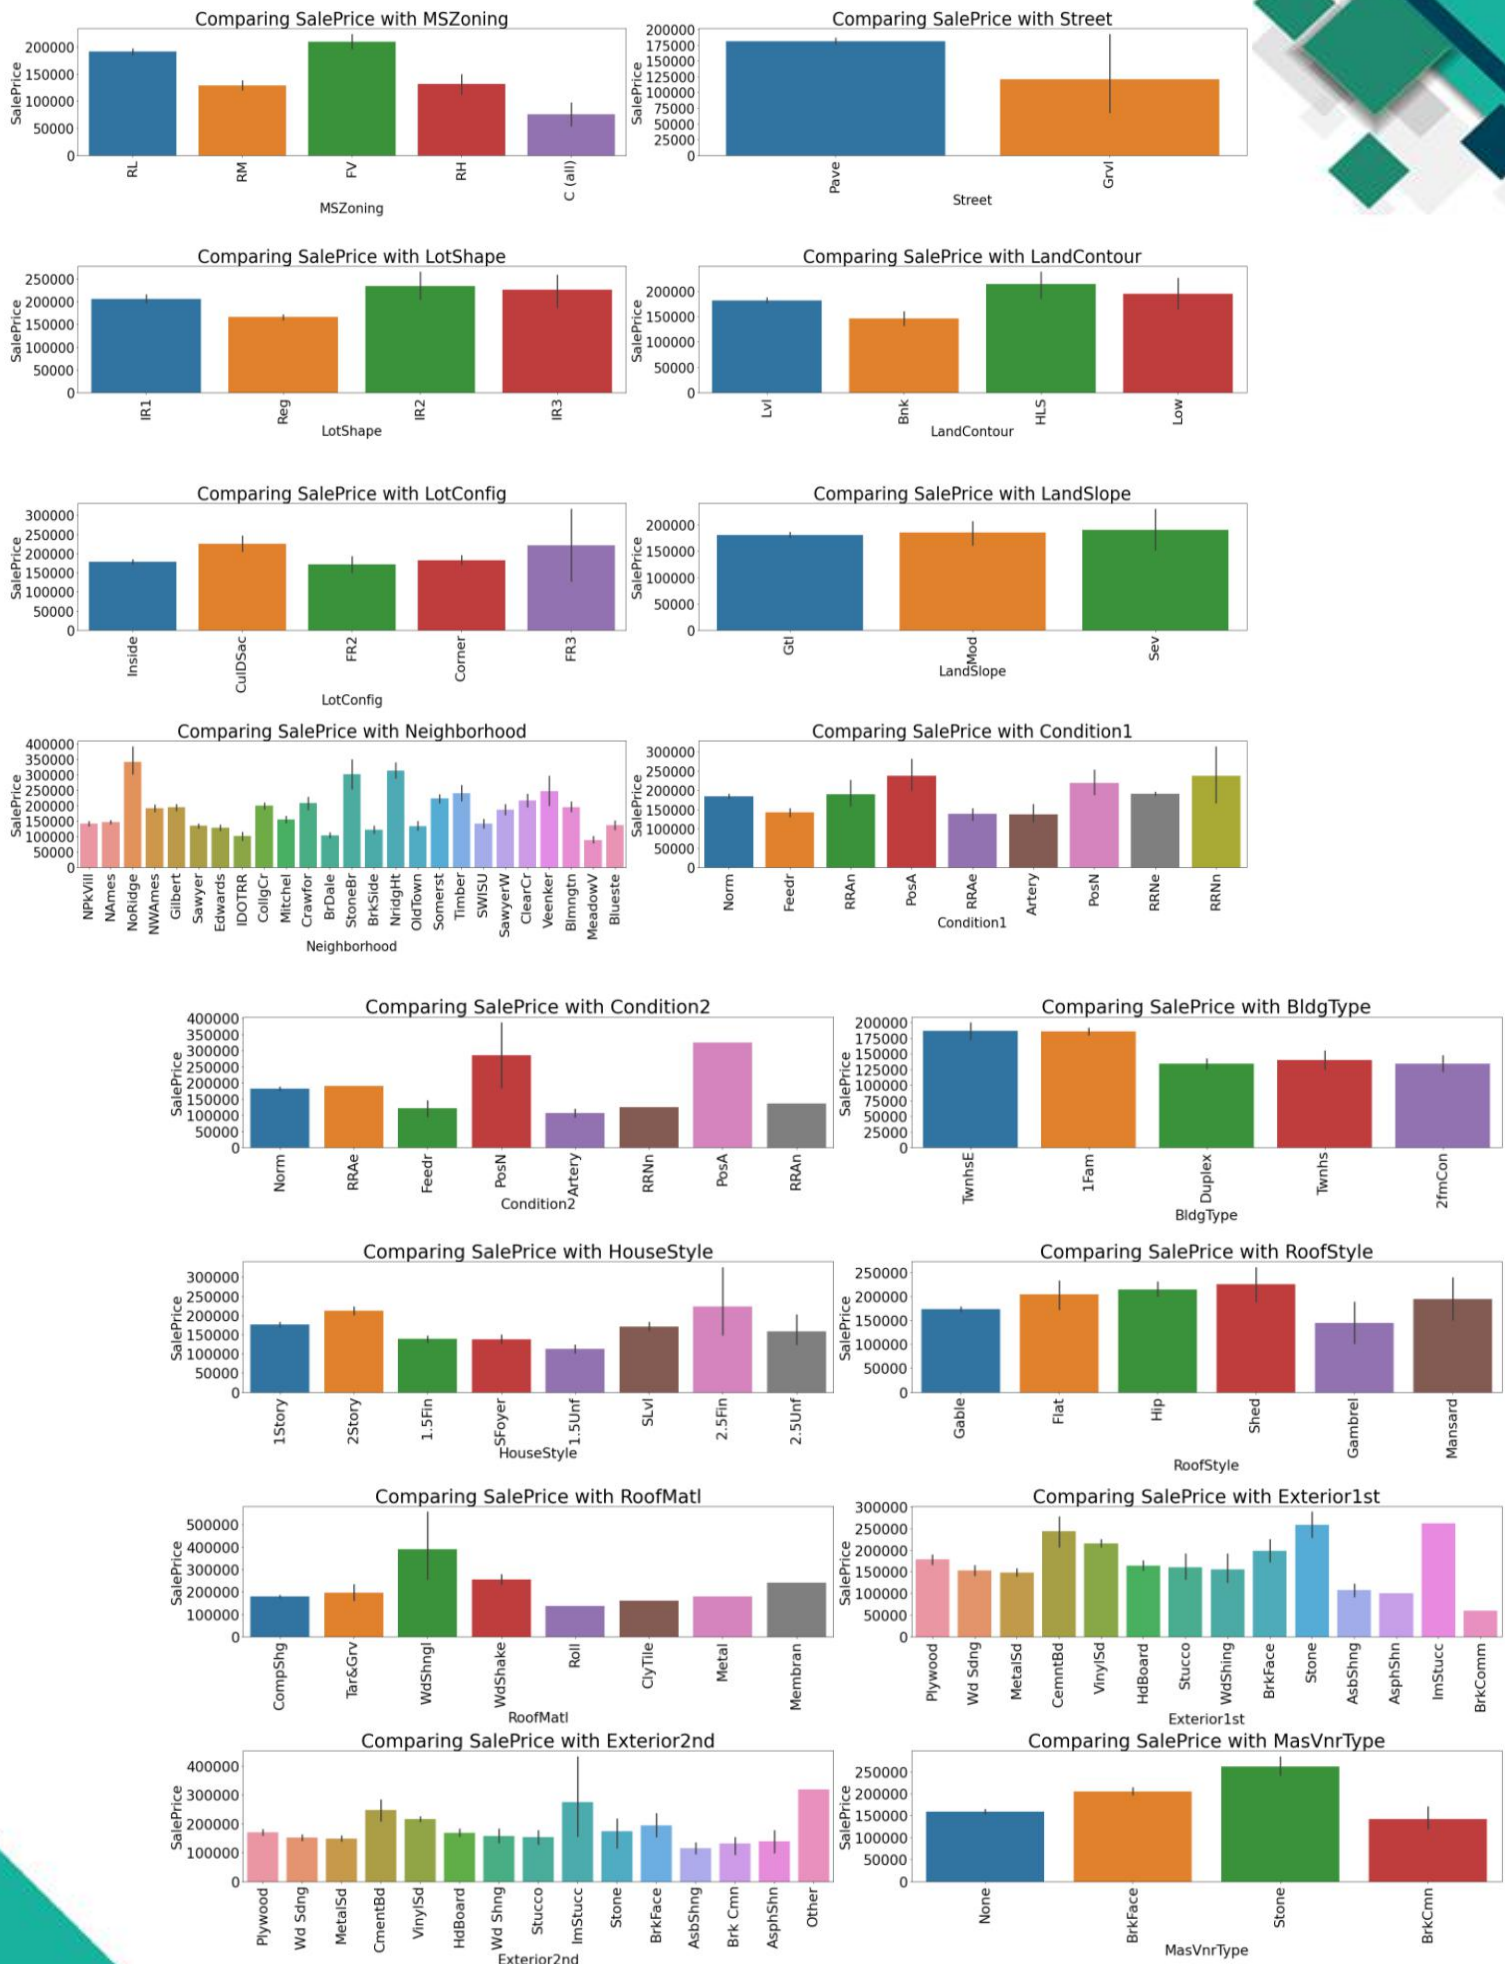 Comparing SalePrice with MSZoning
SalePrice
200000
150000
100000
50000
0
RL
RM
FV
RH
C (all)
MSZoning
Comparing SalePrice with Street
SalePrice
200000
175000
150000
125000
100000
75000
50000
25000
0
Pave
Grvl
Street
Comparing SalePrice with LotShape
SalePrice
250000
200000
150000
100000
50000
0
IR1
Reg
IR2
IR3
LotShape
Comparing SalePrice with LandContour
SalePrice
200000
150000
100000
50000
0
Lvl
Bnk
HLS
Low
LandContour
Comparing SalePrice with LotConfig
SalePrice
300000
250000
200000
150000
100000
50000
0
Inside
CulDSac
FR2
Corner
FR3
LotConfig
Comparing SalePrice with LandSlope
SalePrice
200000
150000
100000
50000
0
Gtl
Mod
Sev
LandSlope
Comparing SalePrice with Neighborhood
SalePrice
400000
350000
300000
250000
200000
150000
100000
50000
0
NPkVill
NAmes
NoRidge
NWAmes
Gilbert
Sawyer
Edwards
IDOTRR
CollgCr
Mitchel
Crawfor
BrDale
StoneBr
BrkSide
NridgHt
OldTown
Somerst
Timber
SWISU
SawyerW
ClearCr
Veenker
Blmngtn
MeadowV
Blueste
Neighborhood
Comparing SalePrice with Condition1
SalePrice
300000
250000
200000
150000
100000
50000
0
Norm
Feedr
RRAn
PosA
RRAe
Artery
PosN
RRNe
RRNn
Condition1
Comparing SalePrice with Condition2
SalePrice
400000
350000
300000
250000
200000
150000
100000
50000
0
Norm
RRAe
Feedr
PosN
Artery
RRNn
PosA
RRAn
Condition2
Comparing SalePrice with BldgType
SalePrice
200000
175000
150000
125000
100000
75000
50000
25000
0
TwnhsE
1Fam
Duplex
Twnhs
2fmCon
BldgType
Comparing SalePrice with HouseStyle
SalePrice
300000
250000
200000
150000
100000
50000
0
1Story
2Story
1.5Fin
SFoyer
1.5Unf
SLvl
2.5Fin
2.5Unf
HouseStyle
Comparing SalePrice with RoofStyle
SalePrice
250000
200000
150000
100000
50000
0
Gable
Flat
Hip
Shed
Gambrel
Mansard
RoofStyle
Comparing SalePrice with RoofMatl
SalePrice
500000
400000
300000
200000
100000
0
CompShg
Tar&Grv
WdShngl
WdShake
Roll
ClyTile
Metal
Membran
RoofMatl
Comparing SalePrice with Exterior1st
SalePrice
300000
250000
200000
150000
100000
50000
0
Plywood
Wd Sdng
MetalSd
CemntBd
VinylSd
HdBoard
Stucco
WdShing
BrkFace
Stone
AsbShng
AsphShn
ImStucc
BrkComm
Exterior1st
Comparing SalePrice with Exterior2nd
SalePrice
400000
300000
200000
100000
0
Plywood
Wd Sdng
MetalSd
CmentBd
VinylSd
HdBoard
Wd Shng
Stucco
ImStucc
Stone
BrkFace
AsbShng
Brk Cmn
AsphShn
Other
Exterior2nd
Comparing SalePrice with MasVnrType
SalePrice
250000
200000
150000
100000
50000
0
None
BrkFace
Stone
BrkCmn
MasVnrType